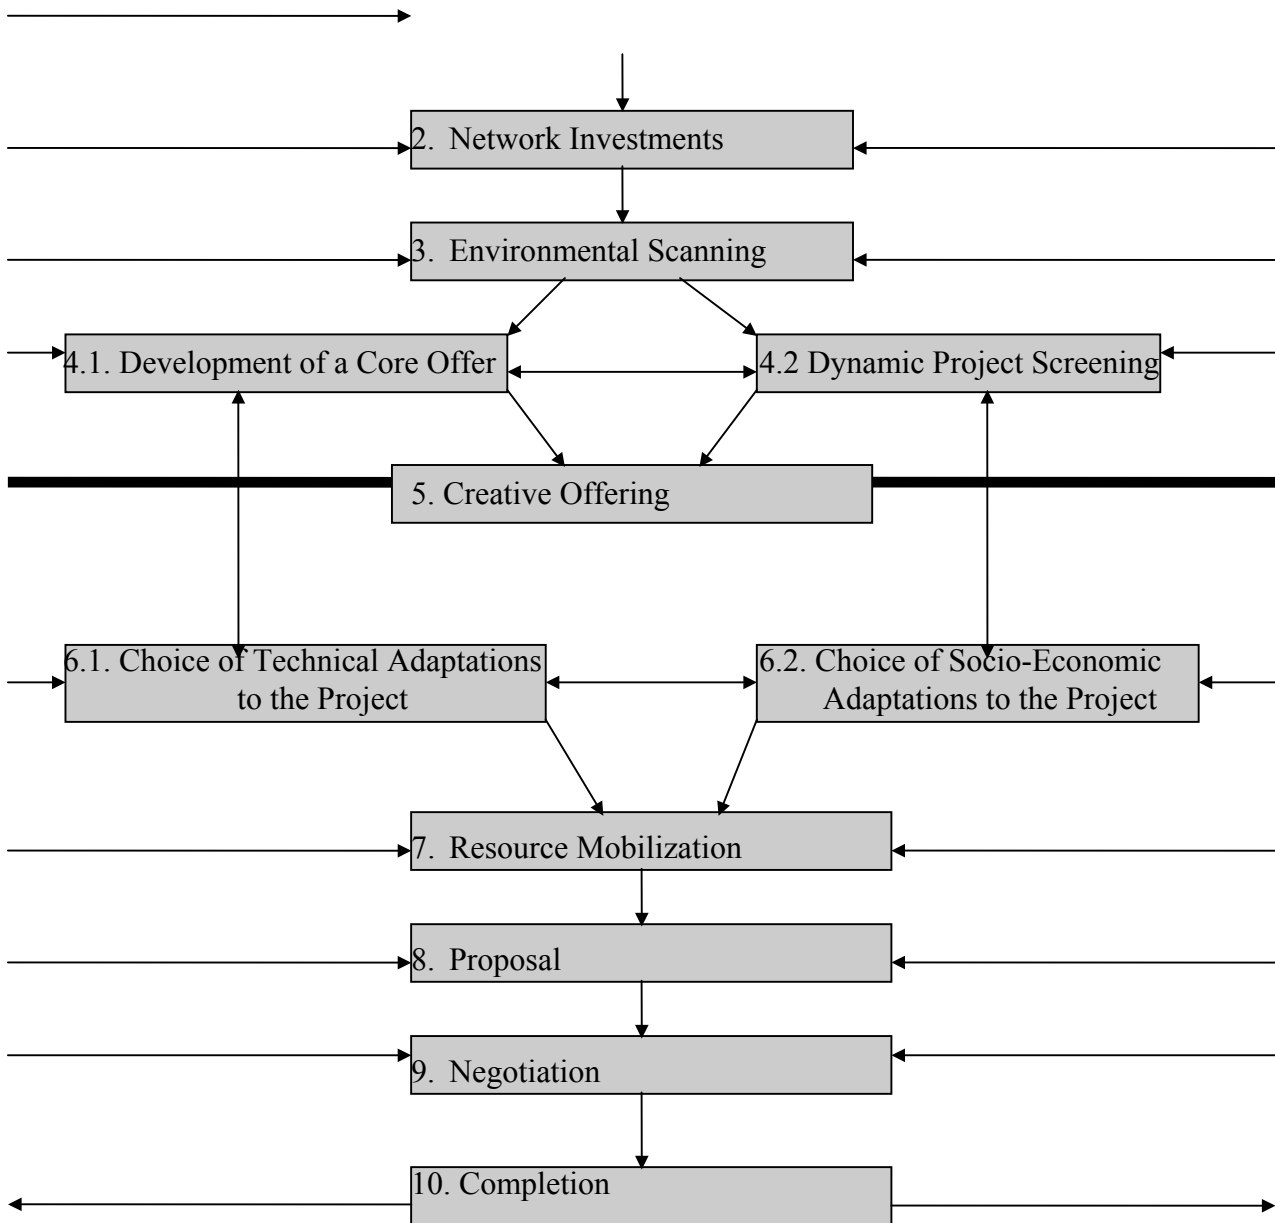 2. Network Investments
3. Environmental Scanning
4.1. Development of a Core Offer
4.2 Dynamic Project Screening
5. Creative Offering
6.1. Choice of Technical Adaptations
to the Project
6.2. Choice of Socio-Economic
Adaptations to the Project
7. Resource Mobilization
8. Proposal
9. Negotiation
10. Completion